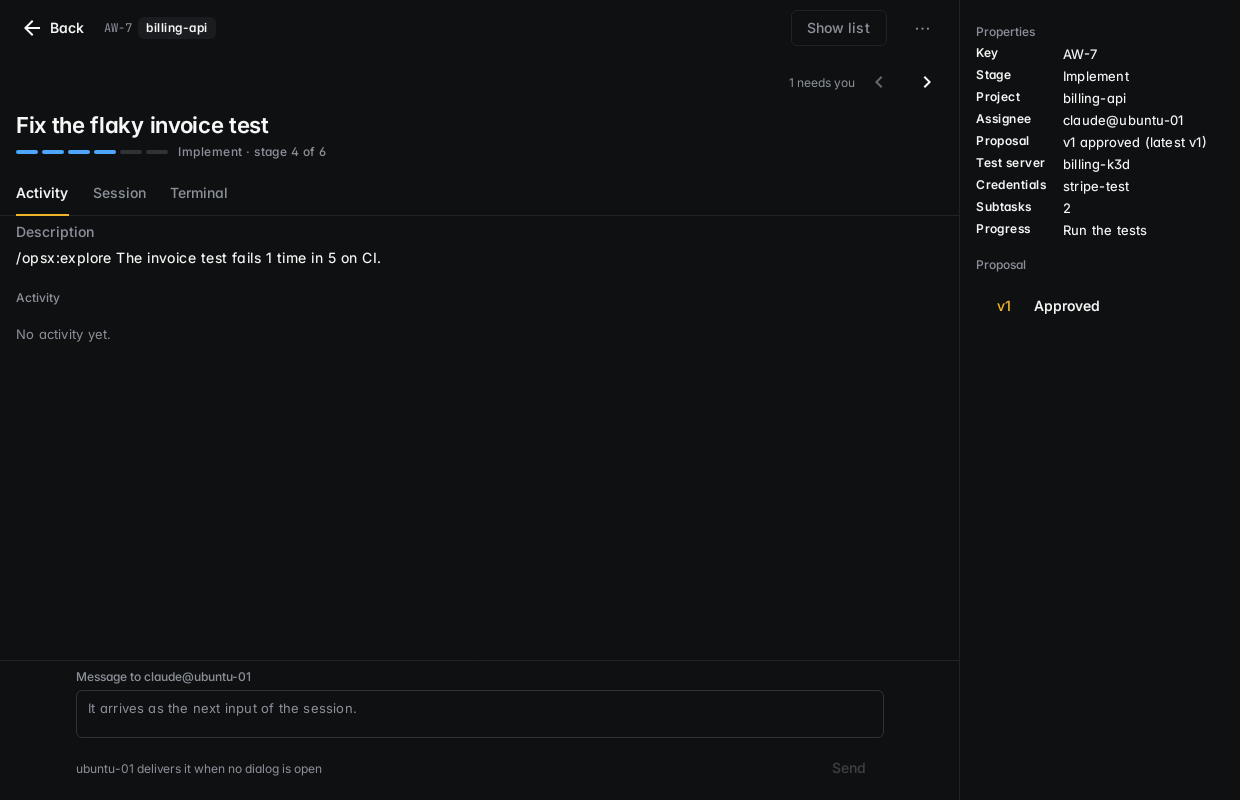 Back AW-7 billing-api Show list ...
1 needs you
Fix the flaky invoice test
Implement · stage 4 of 6
Activity Session Terminal
Description
/opsx:explore The invoice test fails 1 time in 5 on CI.
Activity
No activity yet.
Message to claude@ubuntu-01
It arrives as the next input of the session.
ubuntu-01 delivers it when no dialog is open Send
Properties
Key AW-7
Stage Implement
Project billing-api
Assignee claude@ubuntu-01
Proposal v1 approved (latest v1)
Test server billing-k3d
Credentials stripe-test
Subtasks 2
Progress Run the tests
Proposal
v1 Approved